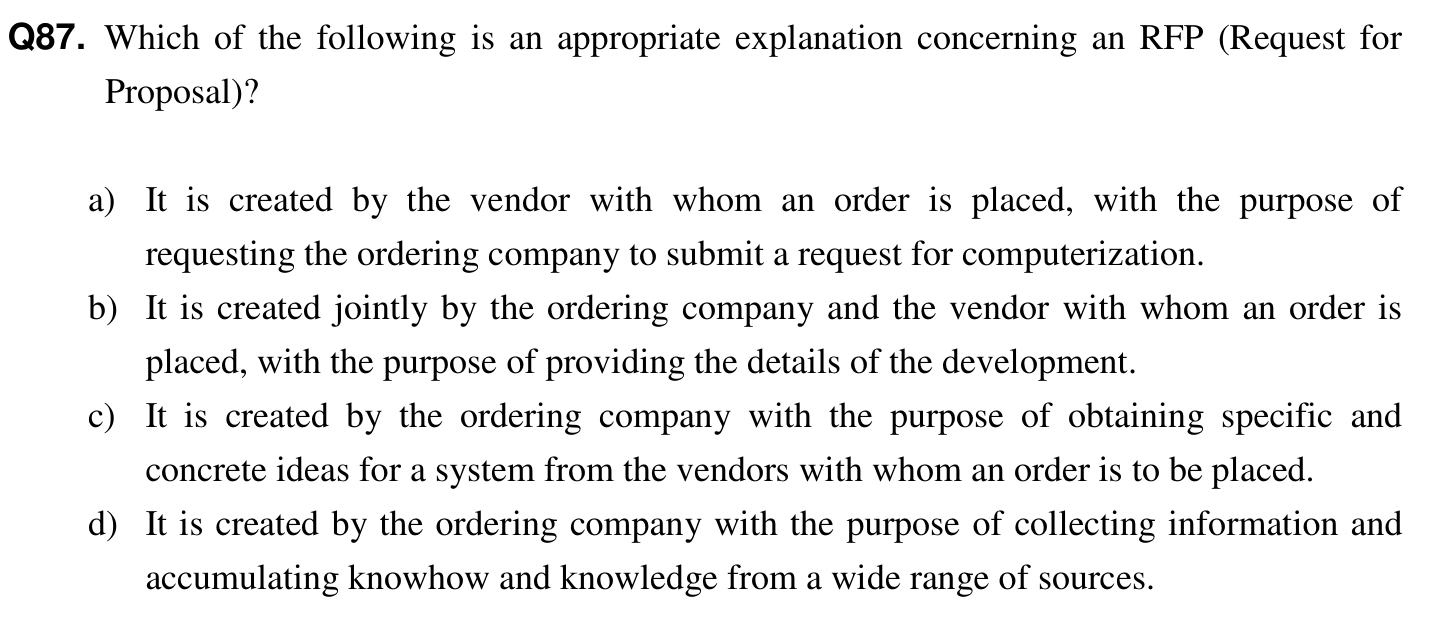 Q87. Which of the following is an appropriate explanation concerning an RFP (Request for
Proposal)?
a) It is created by the vendor with whom an order is placed, with the purpose of
requesting the ordering company to submit a request for computerization.
b) It is created jointly by the ordering company and the vendor with whom an order is
placed, with the purpose of providing the details of the development.
c) It is created by the ordering company with the purpose of obtaining specific and
concrete ideas for a system from the vendors with whom an order is to be placed.
d) It is created by the ordering company with the purpose of collecting information and
accumulating knowhow and knowledge from a wide range of sources.